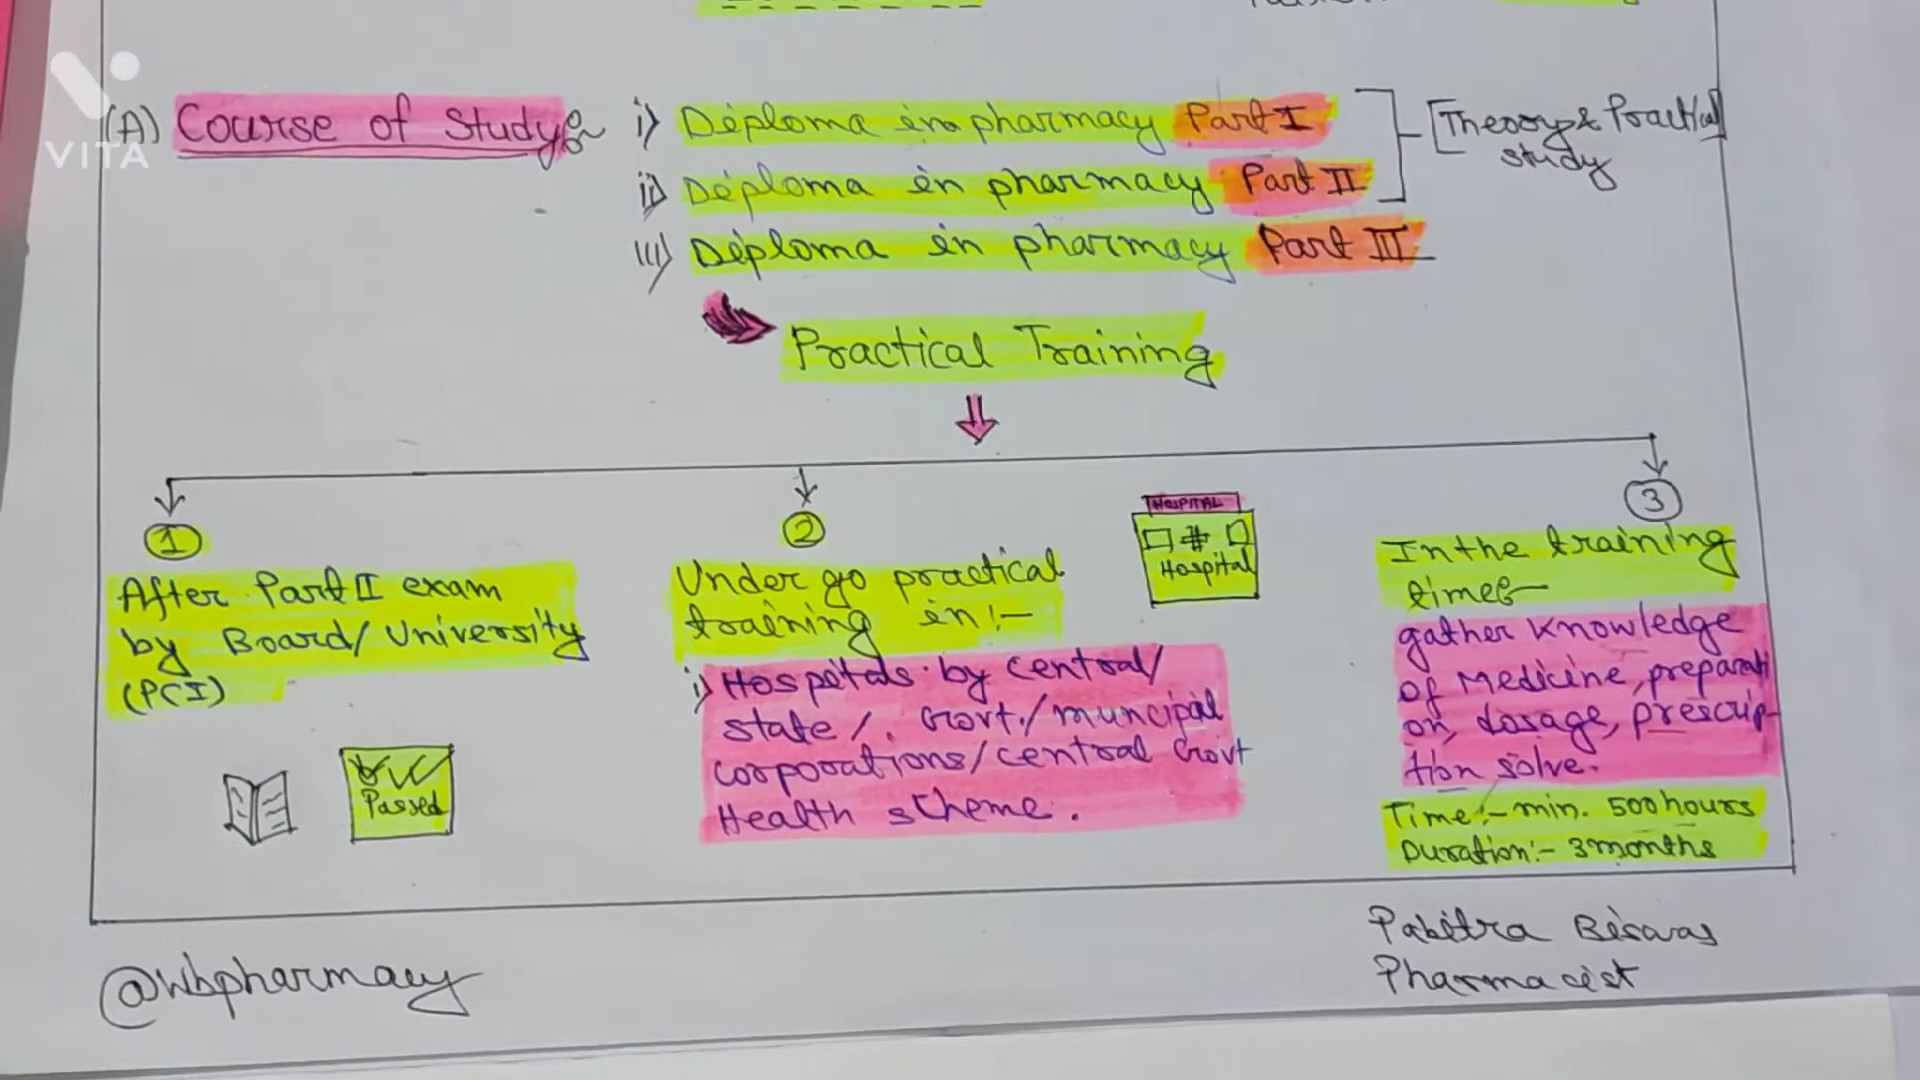 VITA
(A) Course of study:-
i) Diploma in pharmacy Part I
ii) Diploma in pharmacy Part II
[Theory & Practical]
study
iii) Diploma in pharmacy Part III
Practical Training
1
After Part II exam
by Board/University
(PCI)
Passed
2
Under go practical
training in:-
i) Hospitals by central/
state/. Govt./muncipal
corporations/central Govt
Health scheme.
HOSPITAL
Hospital
3
In the training
time:-
gather knowledge
of Medicine, preparati
on, dosage, prescrip-
tion solve.
Time:- min. 500 hours
Duration:- 3 months
@wbpharmacy
Pabitra Biswas
Pharmacist